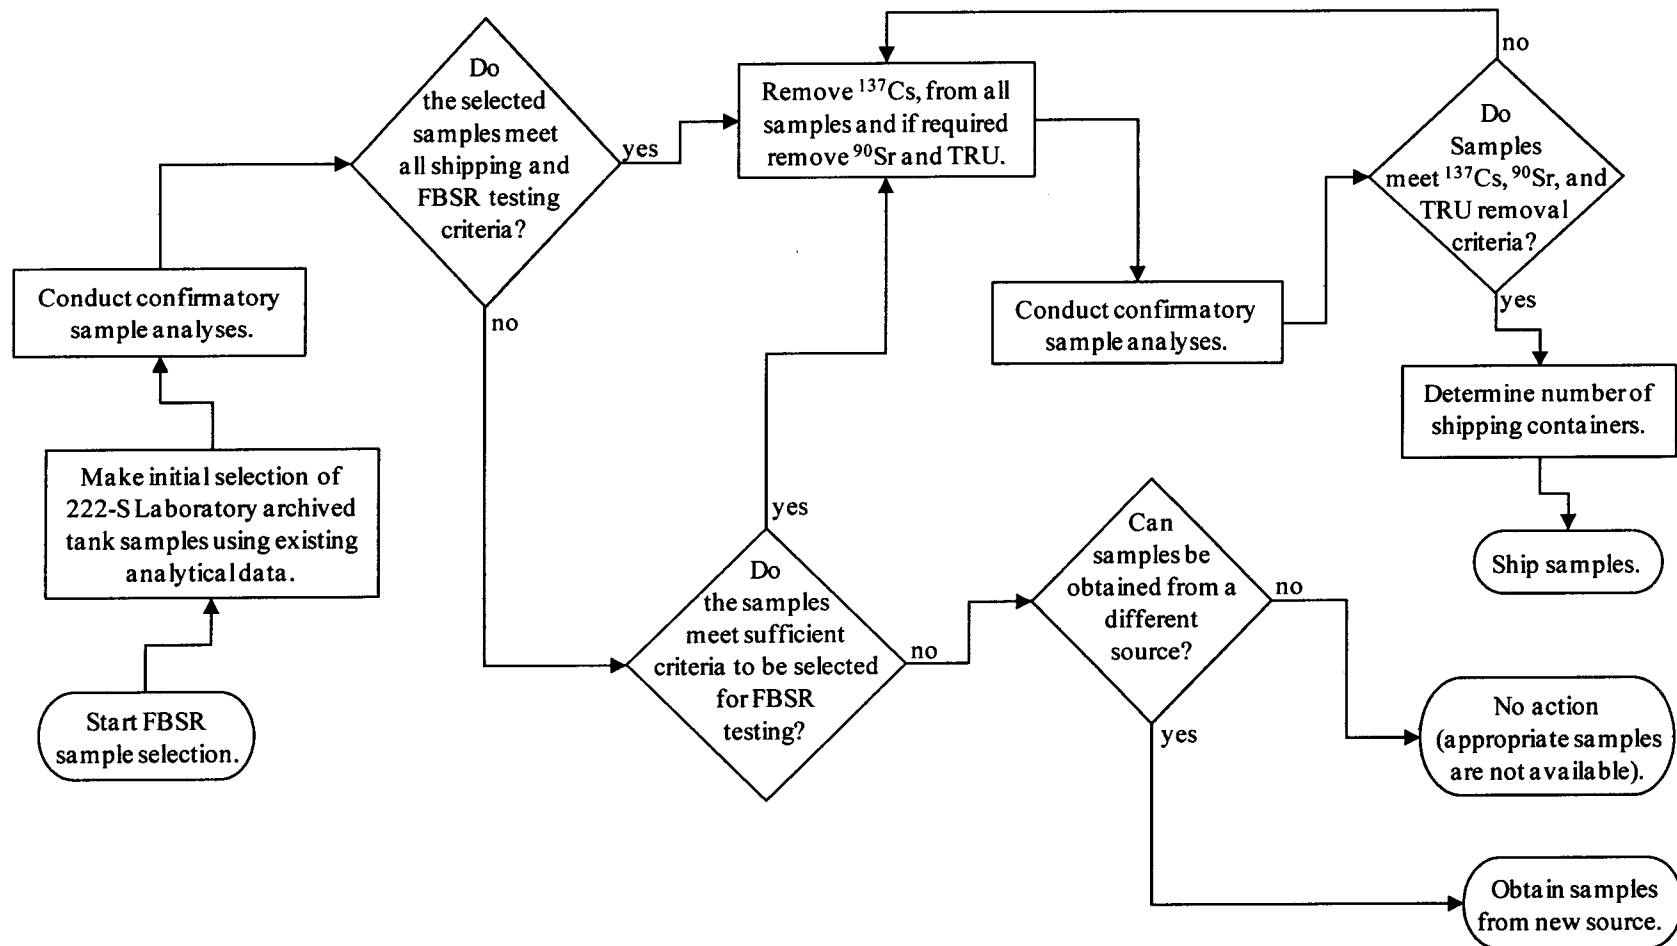 Do
the selected
samples meet
all shipping and
FBSR testing
criteria?
yes
no
Remove ¹³⁷Cs, from all
samples and if required
remove ⁹⁰Sr and TRU.
no
Do
Samples
meet ¹³⁷Cs, ⁹⁰Sr, and
TRU removal
criteria?
yes
Conduct confirmatory
sample analyses.
Conduct confirmatory
sample analyses.
Determine number of
shipping containers.
Ship samples.
Make initial selection of
222-S Laboratory archived
tank samples using existing
analytical data.
Start FBSR
sample selection.
yes
Do
the samples
meet sufficient
criteria to be selected
for FBSR
testing?
no
Can
samples be
obtained from a
different
source?
no
yes
No action
(appropriate samples
are not available).
Obtain samples
from new source.